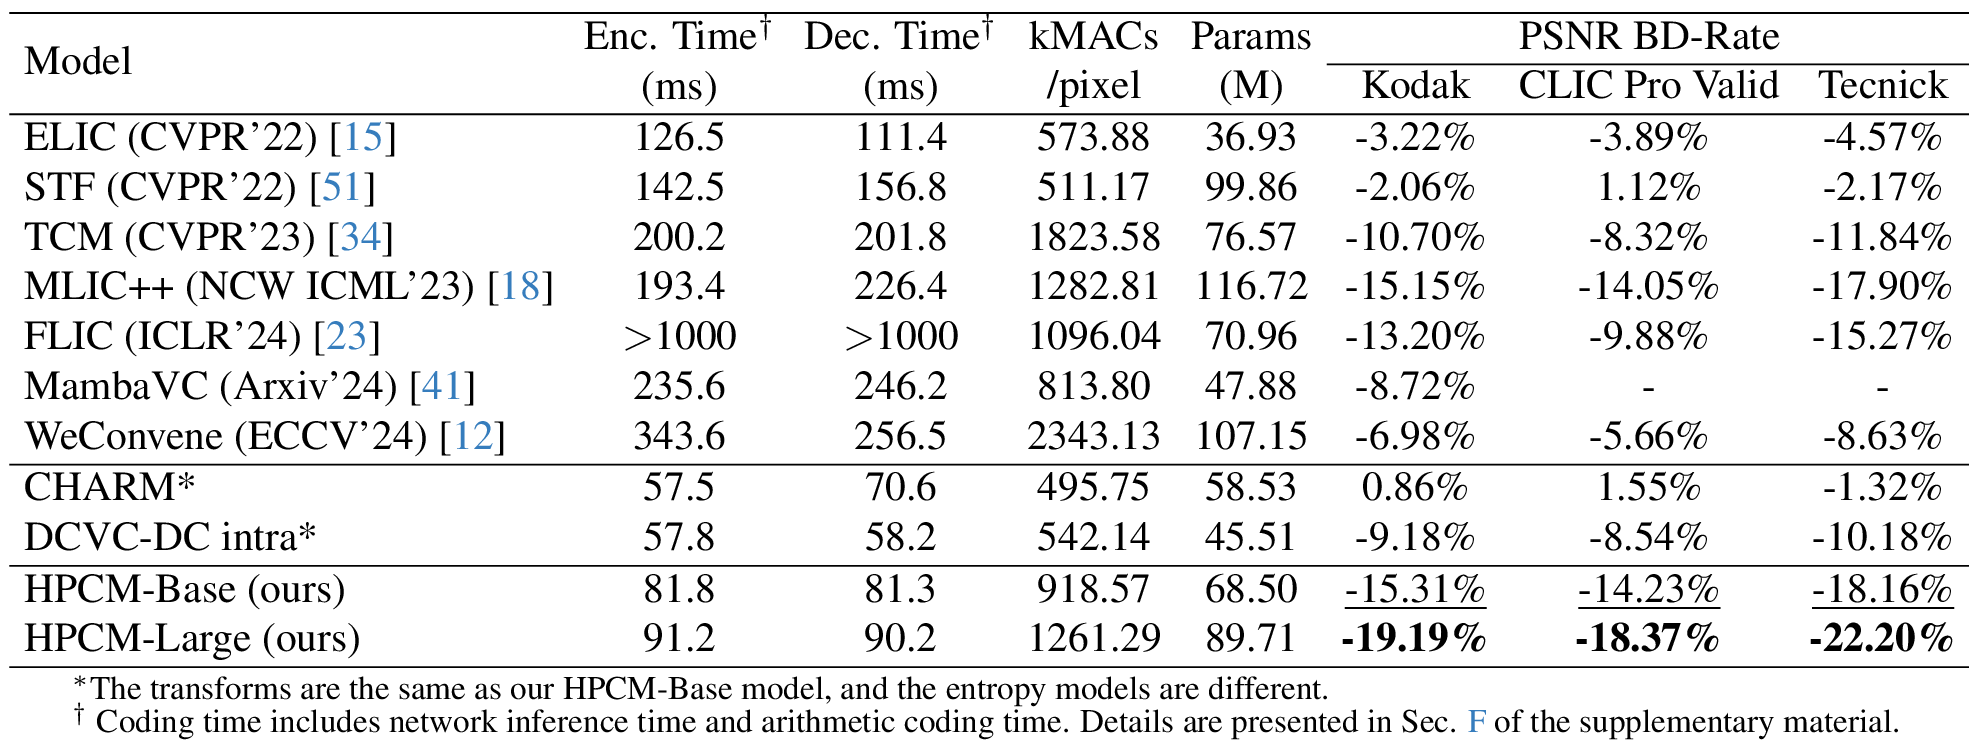 Model Enc. Time† Dec. Time† kMACs Params PSNR BD-Rate
(ms) (ms) /pixel (M) Kodak CLIC Pro Valid Tecnick
ELIC (CVPR’22) [15] 126.5 111.4 573.88 36.93 -3.22% -3.89% -4.57%
STF (CVPR’22) [51] 142.5 156.8 511.17 99.86 -2.06% 1.12% -2.17%
TCM (CVPR’23) [34] 200.2 201.8 1823.58 76.57 -10.70% -8.32% -11.84%
MLIC++ (NCW ICML’23) [18] 193.4 226.4 1282.81 116.72 -15.15% -14.05% -17.90%
FLIC (ICLR’24) [23] >1000 >1000 1096.04 70.96 -13.20% -9.88% -15.27%
MambaVC (Arxiv’24) [41] 235.6 246.2 813.80 47.88 -8.72% - -
WeConvene (ECCV’24) [12] 343.6 256.5 2343.13 107.15 -6.98% -5.66% -8.63%
CHARM* 57.5 70.6 495.75 58.53 0.86% 1.55% -1.32%
DCVC-DC intra* 57.8 58.2 542.14 45.51 -9.18% -8.54% -10.18%
HPCM-Base (ours) 81.8 81.3 918.57 68.50 -15.31% -14.23% -18.16%
HPCM-Large (ours) 91.2 90.2 1261.29 89.71 -19.19% -18.37% -22.20%
*The transforms are the same as our HPCM-Base model, and the entropy models are different.
† Coding time includes network inference time and arithmetic coding time. Details are presented in Sec. F of the supplementary material.